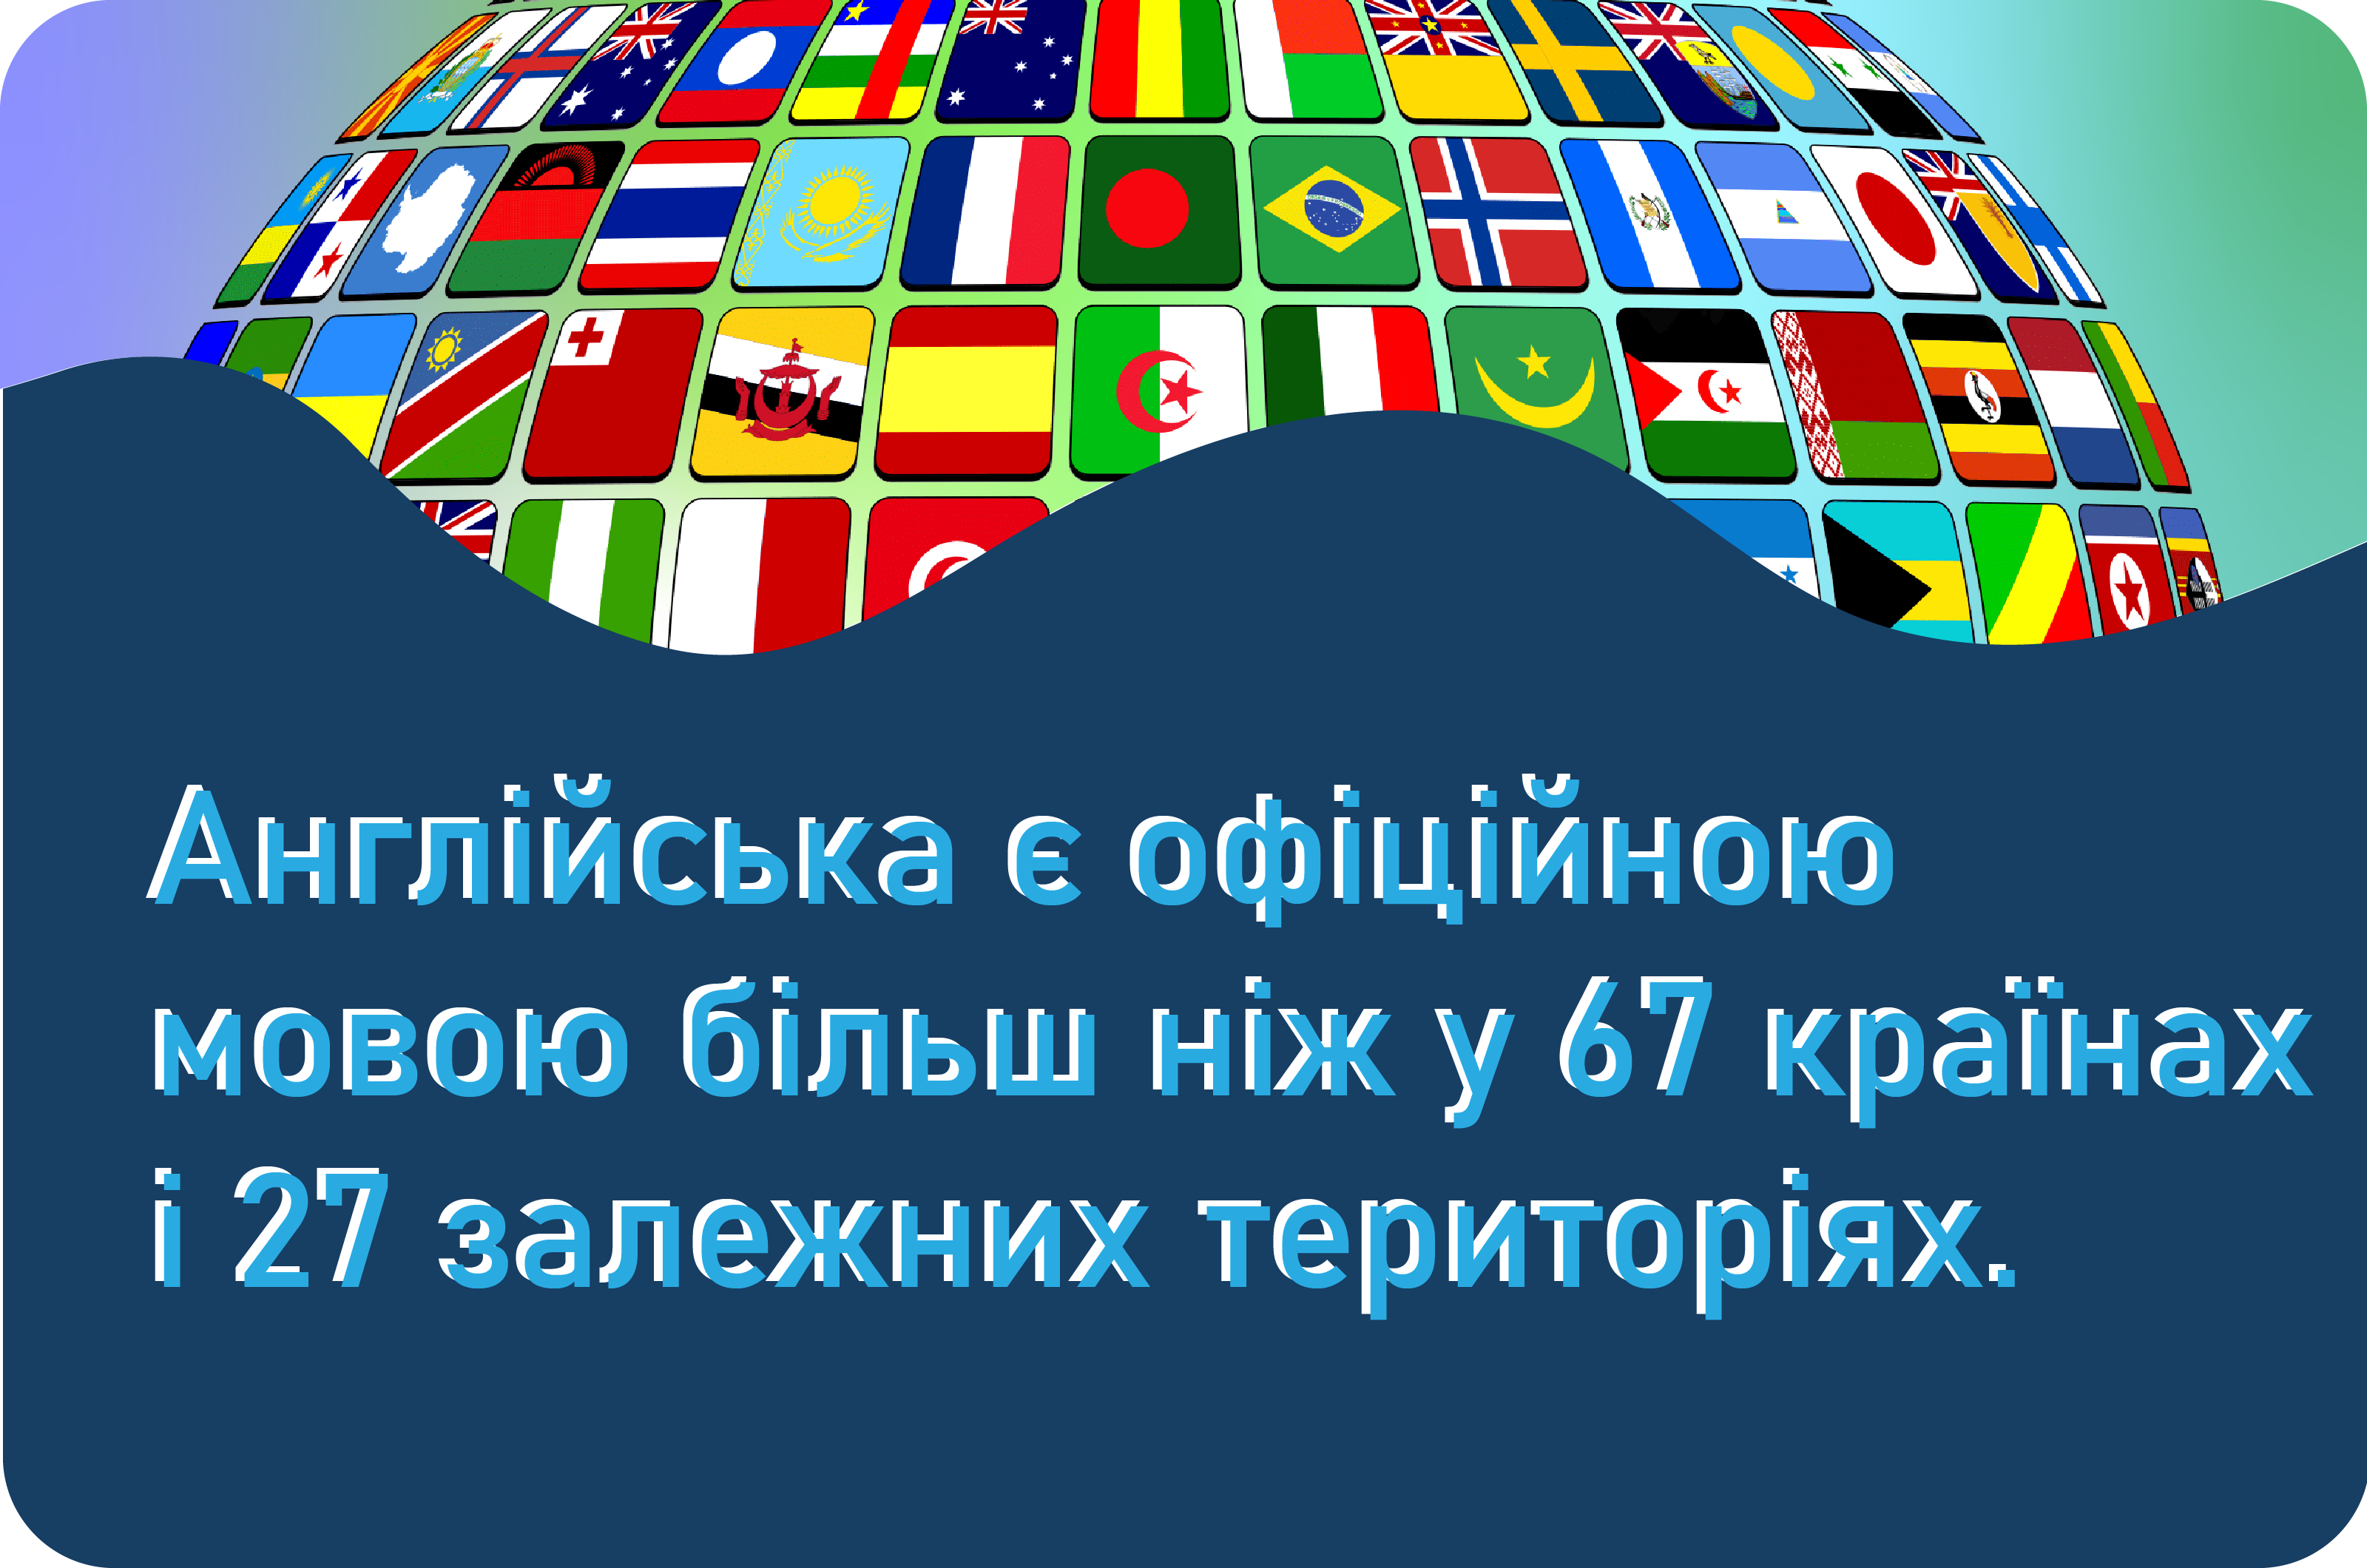 Англійська є офіційною
мовою більш ніж у 67 країнах
і 27 залежних територіях.